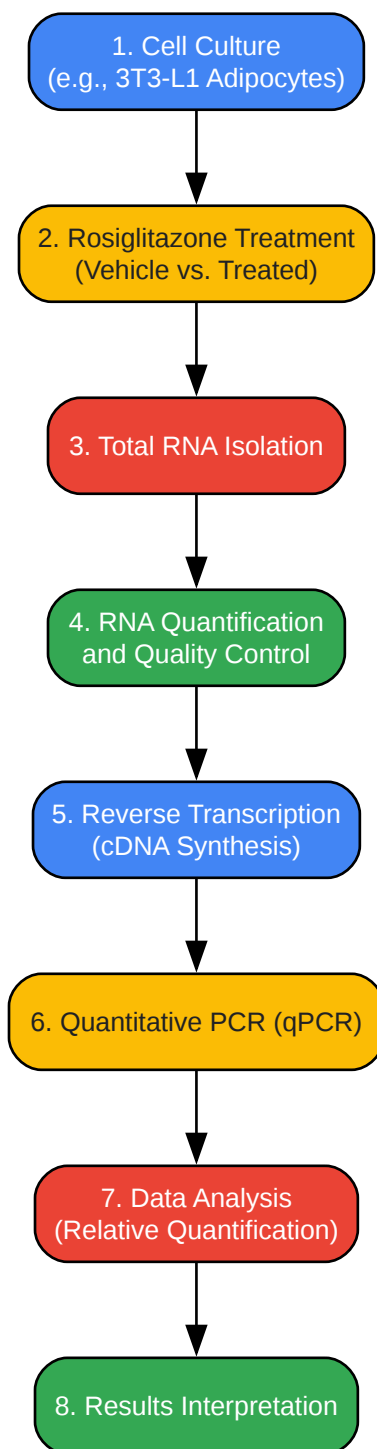 1. Cell Culture
(e.g., 3T3-L1 Adipocytes)
2. Rosiglitazone Treatment
(Vehicle vs. Treated)
3. Total RNA Isolation
4. RNA Quantification
and Quality Control
5. Reverse Transcription
(cDNA Synthesis)
6. Quantitative PCR (qPCR)
7. Data Analysis
(Relative Quantification)
8. Results Interpretation